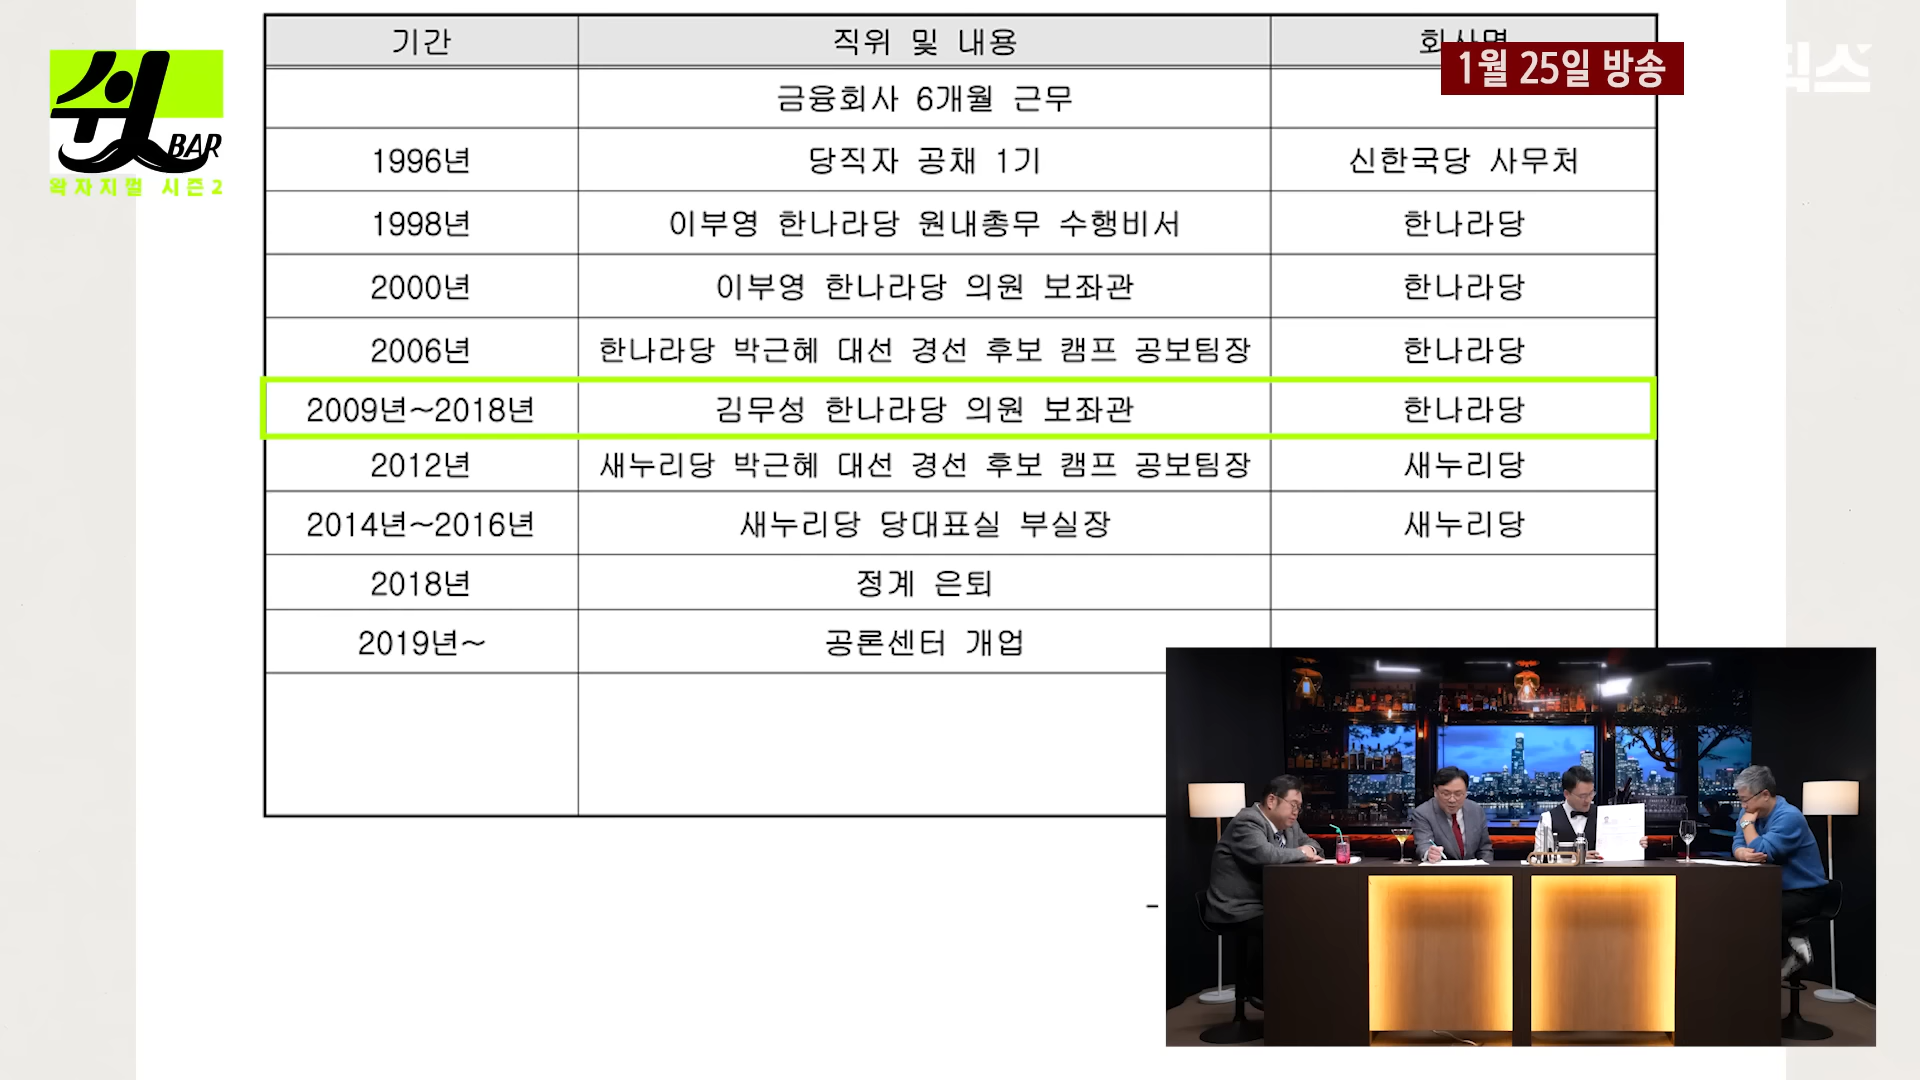 쉿
BAR
왁자지껄 시즌2
1월 25일 방송
픽스
기간 직위 및 내용 회사명
금융회사 6개월 근무
1996년 당직자 공채 1기 신한국당 사무처
1998년 이부영 한나라당 원내총무 수행비서 한나라당
2000년 이부영 한나라당 의원 보좌관 한나라당
2006년 한나라당 박근혜 대선 경선 후보 캠프 공보팀장 한나라당
2009년~2018년 김무성 한나라당 의원 보좌관 한나라당
2012년 새누리당 박근혜 대선 경선 후보 캠프 공보팀장 새누리당
2014년~2016년 새누리당 당대표실 부실장 새누리당
2018년 정계 은퇴
2019년~ 공론센터 개업